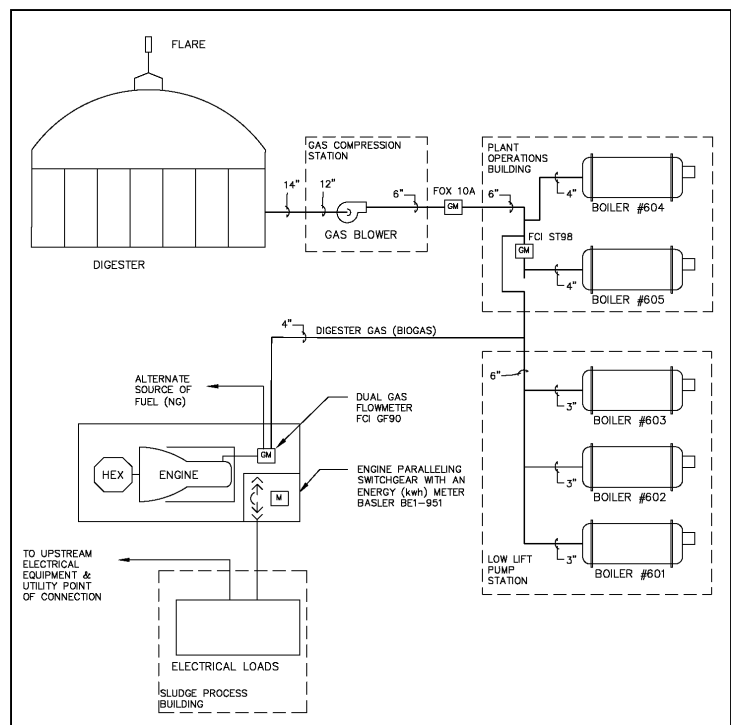 FLARE
GAS COMPRESSION
STATION
PLANT
OPERATIONS
BUILDING
14"
12"
6"
FOX 10A
GM
6"
4"
BOILER #604
GAS BLOWER
FCI ST98
GM
DIGESTER
4"
BOILER #605
4"
DIGESTER GAS (BIOGAS)
6"
ALTERNATE
SOURCE OF
FUEL (NG)
DUAL GAS
FLOWMETER
FCI GF90
3"
BOILER #603
GM
HEX
ENGINE
M
ENGINE PARALLELING
SWITCHGEAR WITH AN
ENERGY (kwh) METER
BASLER BE1-951
3"
BOILER #602
TO UPSTREAM
ELECTRICAL
EQUIPMENT &
UTILITY POINT
OF CONNECTION
LOW LIFT
PUMP
STATION
3"
BOILER #601
ELECTRICAL LOADS
SLUDGE PROCESS
BUILDING